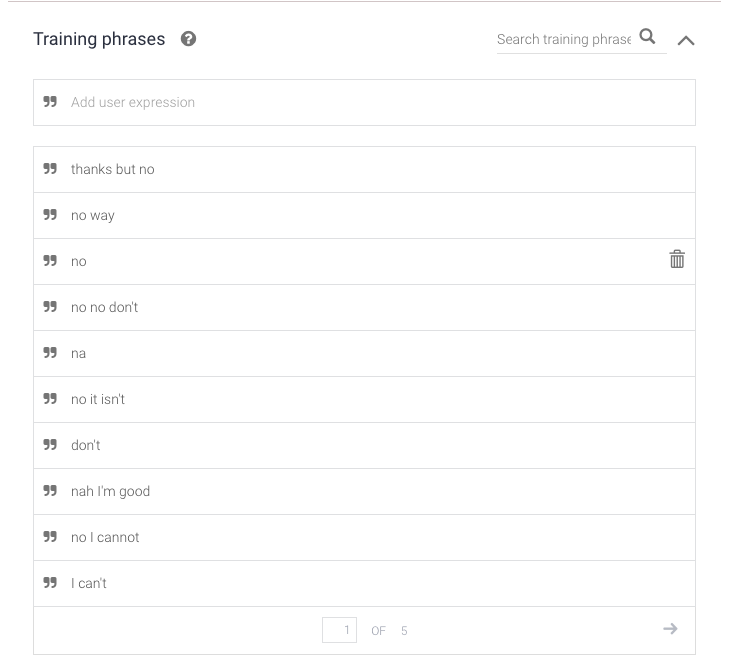 Training phrases
Search training phrase
Add user expression
thanks but no
no way
no
no no don't
na
no it isn't
don't
nah I'm good
no I cannot
I can't
1 OF 5